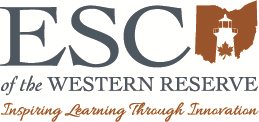 ESC
of the WESTERN RESERVE
Inspiring Learning Through Innovation